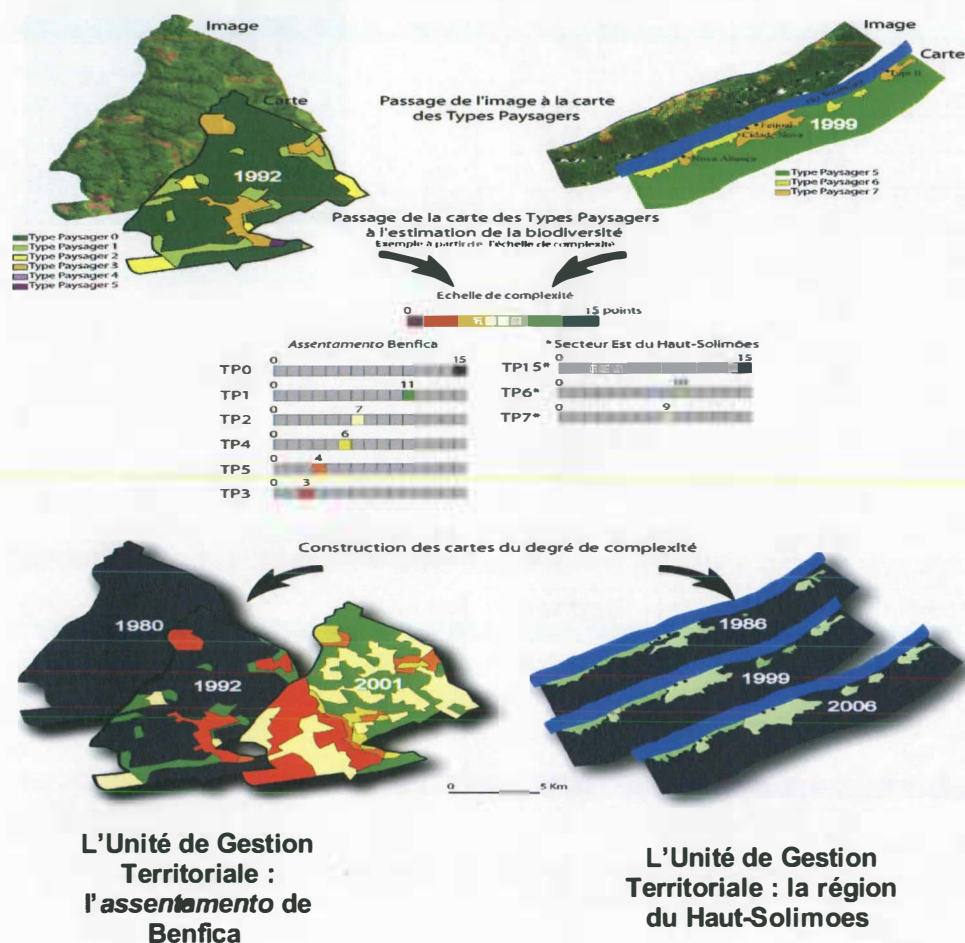 Image
Carte
1992
Type Paysager 0
Type Paysager 1
Type Paysager 2
Type Paysager 3
Type Paysager 4
Type Paysager 5
Passage de l'image à la carte
des Types Paysagers
Image
Carte
Solimoes
Feijoal
Cidade Nova
Nova Aliança
1999
Type Paysager 5
Type Paysager 6
Type Paysager 7
Passage de la carte des Types Paysagers
à l'estimation de la biodiversité
Exemple à partir de l'échelle de complexité
Echelle de complexité
0 15 points
Assentamento Benfica
0 15
TP0
0 11
TP1
0 7
TP2
0 6
TP4
0 4
TP5
0 3
TP3
* Secteur Est du Haut-Solimões
0 15
TP15*
0
TP6*
0 9
TP7*
Construction des cartes du degré de complexité
1980
1992
2001
1986
1999
2006
0 5 Km
L'Unité de Gestion
Territoriale :
l'assentamento de
Benfica
L'Unité de Gestion
Territoriale : la région
du Haut-Solimoes